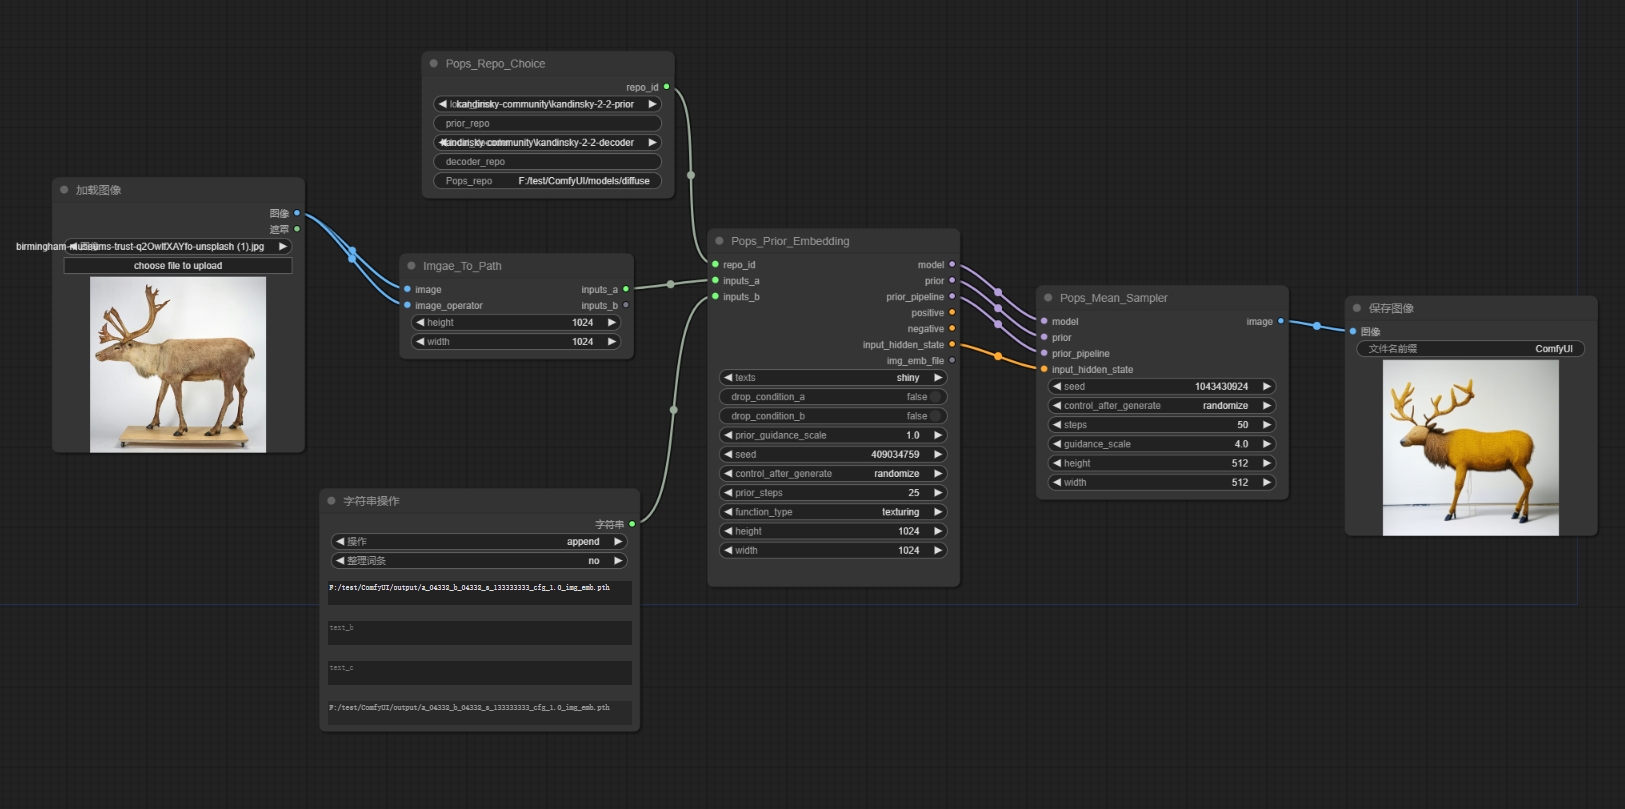 Pops_Repo_Choice
repo_id
kandinsky-community\kandinsky-2-2-prior
prior_repo
kandinsky-community\kandinsky-2-2-decoder
decoder_repo
Pops_repo F:/test/ComfyUI/models/diffuse
加载图像
图像
遮罩
birmingham-museums-trust-q2OwlfXAYfo-unsplash (1).jpg
choose file to upload
Imgae_To_Path
image inputs_a
image_operator inputs_b
height 1024
width 1024
字符串操作
字符串
操作 append
整理词条 no
F:/test/ComfyUI/output/a_04332_b_04332_s_133333333_cfg_1.0_img_emb.pth
text_b
text_c
F:/test/ComfyUI/output/a_04332_b_04332_s_133333333_cfg_1.0_img_emb.pth
Pops_Prior_Embedding
repo_id model
inputs_a prior
inputs_b prior_pipeline
positive
negative
input_hidden_state
img_emb_file
texts shiny
drop_condition_a false
drop_condition_b false
prior_guidance_scale 1.0
seed 409034759
control_after_generate randomize
prior_steps 25
function_type texturing
height 1024
width 1024
Pops_Mean_Sampler
model image
prior
prior_pipeline
input_hidden_state
seed 1043430924
control_after_generate randomize
steps 50
guidance_scale 4.0
height 512
width 512
保存图像
图像
文件名前缀 ComfyUI